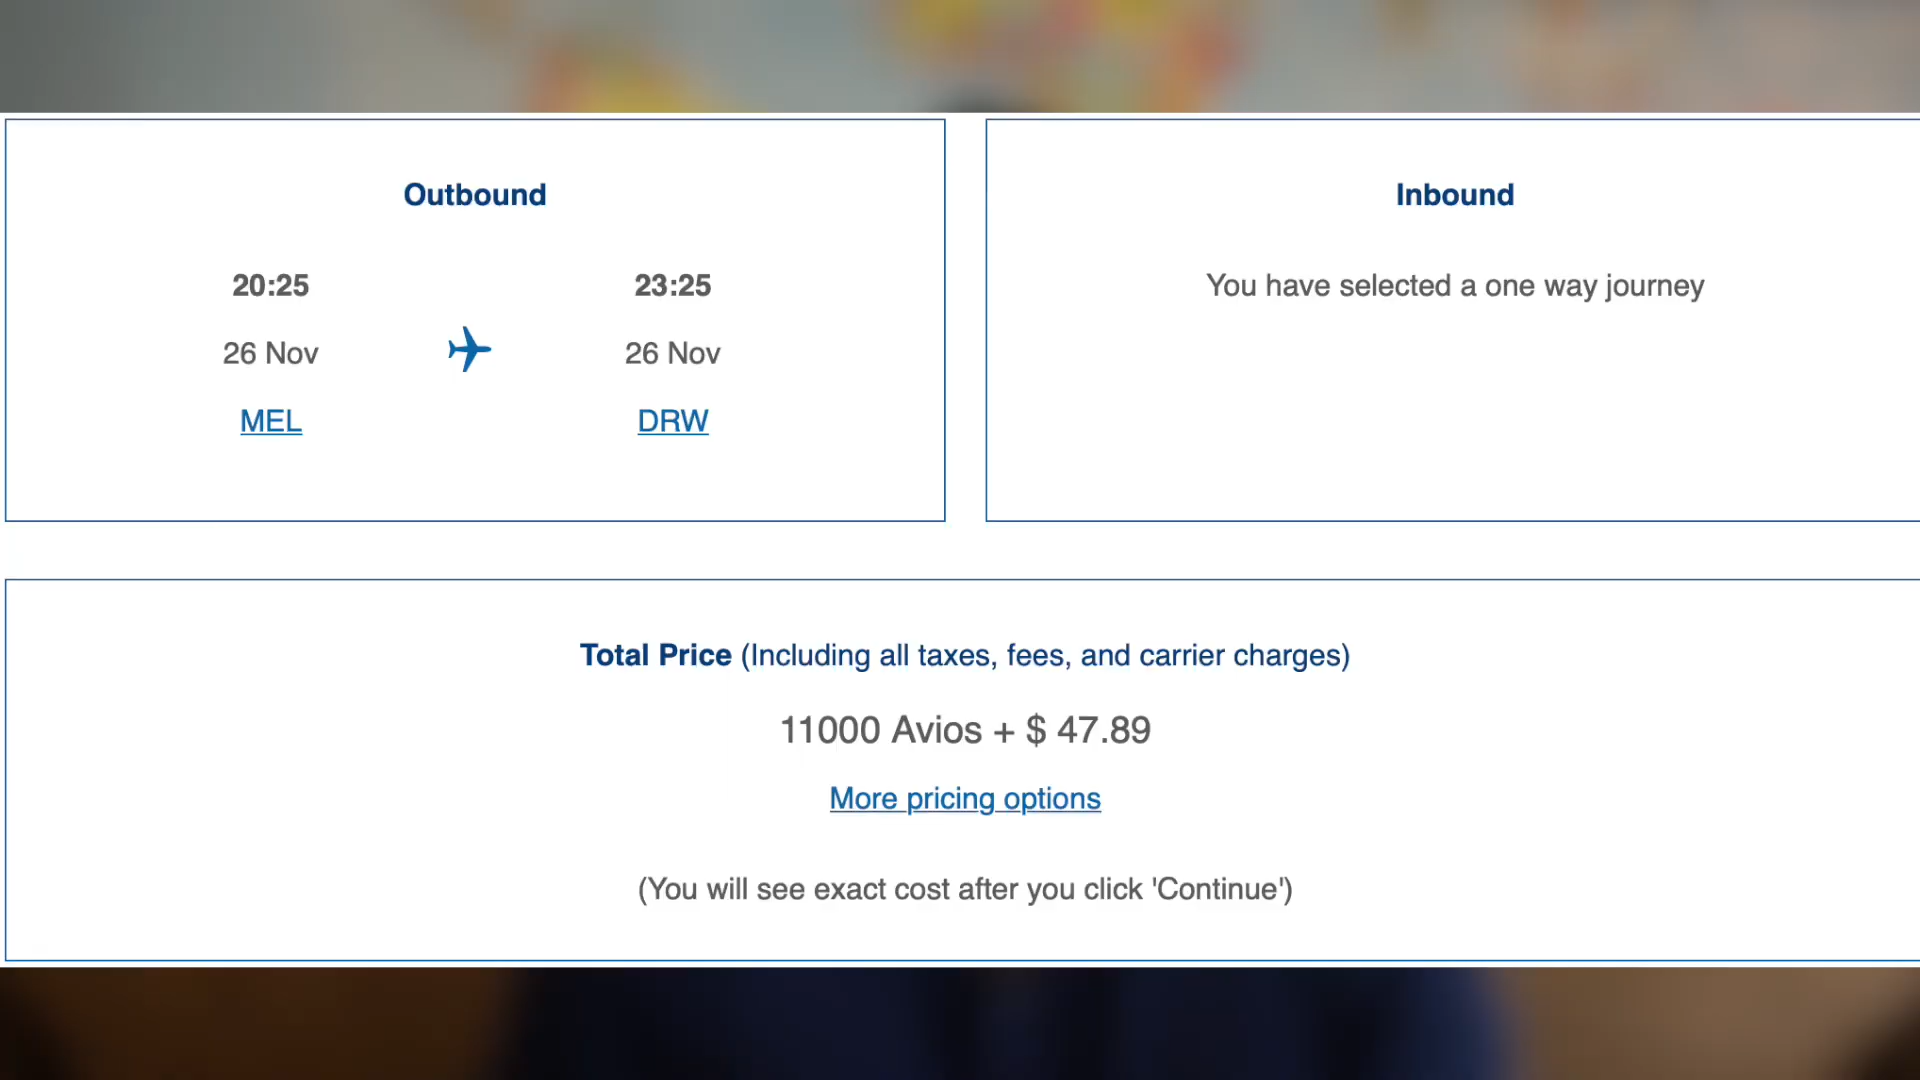 Outbound
20:25
23:25
26 Nov
26 Nov
MEL
DRW
Inbound
You have selected a one way journey
Total Price (Including all taxes, fees, and carrier charges)
11000 Avios + $ 47.89
More pricing options
(You will see exact cost after you click 'Continue')